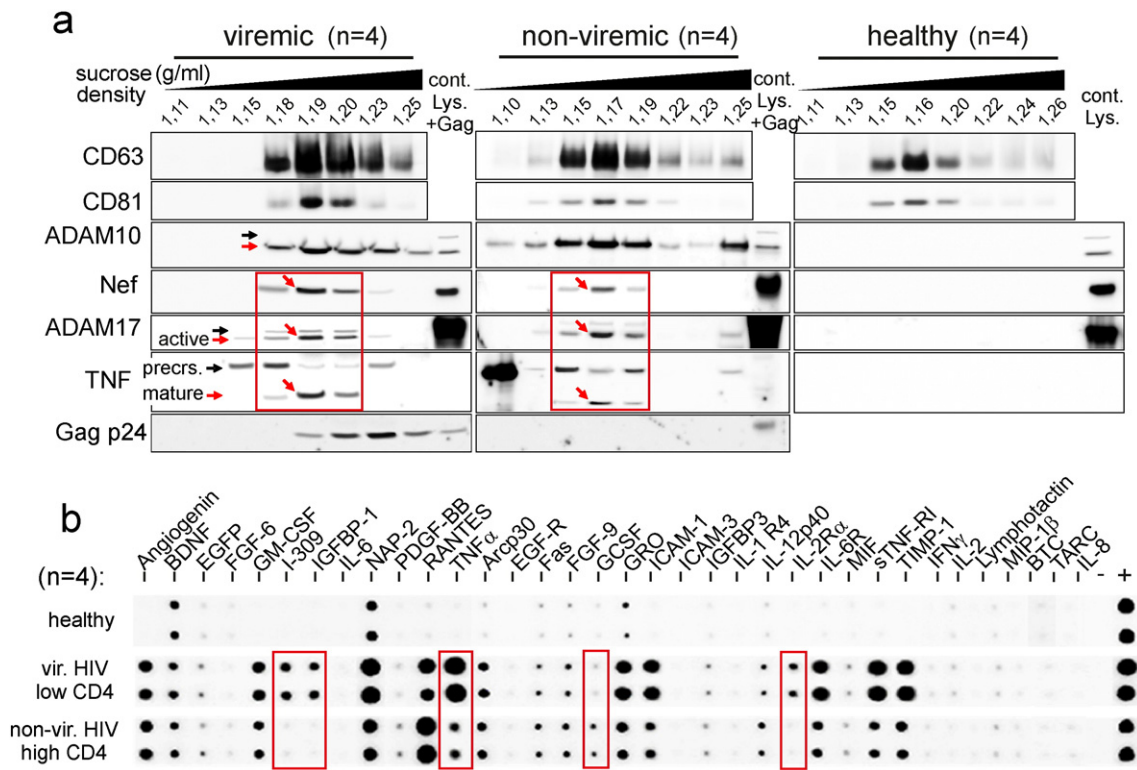 a
viremic (n=4)
non-viremic (n=4)
healthy (n=4)
sucrose (g/ml)
density
1,11 1,13 1,15 1,18 1,19 1,20 1,23 1,25
cont.
Lys.
+Gag
1,10 1,13 1,15 1,17 1,19 1,22 1,23 1,25
cont.
Lys.
+Gag
1,11 1,13 1,15 1,16 1,20 1,22 1,24 1,26
cont.
Lys.
CD63
CD81
ADAM10
Nef
ADAM17
active
TNF
precrs.
mature
Gag p24
b
Angiogenin BDNF EGFP FGF-6 GM-CSF I-309 IGFBP-1 IL-6 NAP-2 PDGF-BB RANTES TNFα Arcp30 EGF-R Fas FGF-9 GCSF GRO ICAM-1 ICAM-3 IGFBP3 IL-1 R4 IL-12p40 IL-2Rα IL-6R MIF sTNF-RI TIMP-1 IFNγ IL-2 Lymphotactin MIP-1β BTC TARC IL-8 - +
(n=4):
healthy
vir. HIV
low CD4
non-vir. HIV
high CD4